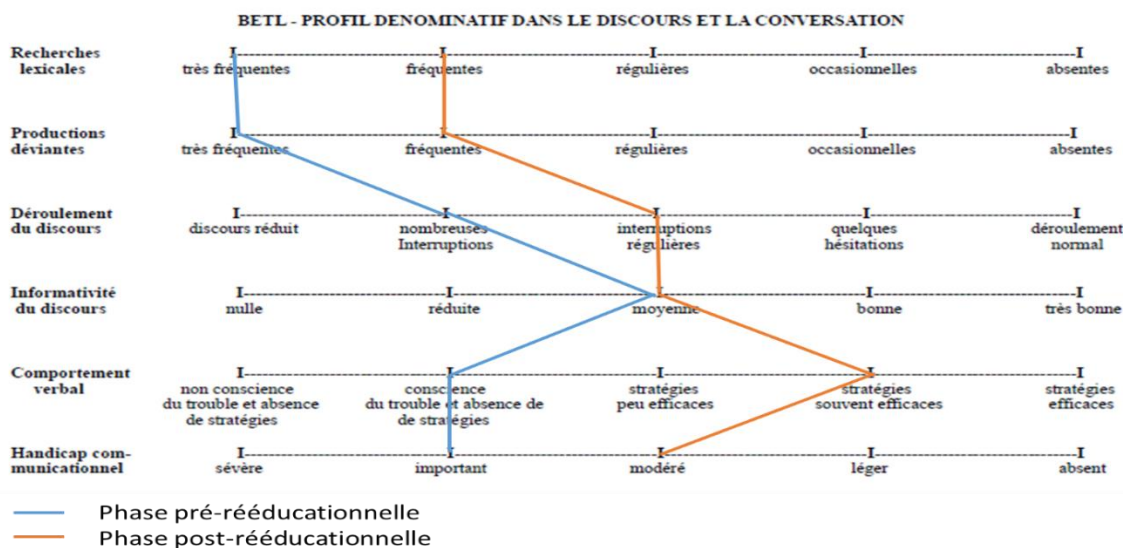 BETL - PROFIL DENOMINATIF DANS LE DISCOURS ET LA CONVERSATION
Recherches lexicales
I I I I I
très fréquentes fréquentes régulières occasionnelles absentes
Productions déviantes
I I I I I
très fréquentes fréquentes régulières occasionnelles absentes
Déroulement du discours
I I I I I
discours réduit nombreuses Interruptions interruptions régulières quelques hésitations déroulement normal
Informativité du discours
I I I I I
nulle réduite moyenne bonne très bonne
Comportement verbal
I I I I I
non conscience du trouble et absence de stratégies conscience du trouble et absence de de stratégies stratégies peu efficaces stratégies souvent efficaces stratégies efficaces
Handicap com-municationnel
I I I I I
sévère important modéré léger absent
Phase pré-rééducationnelle
Phase post-rééducationnelle